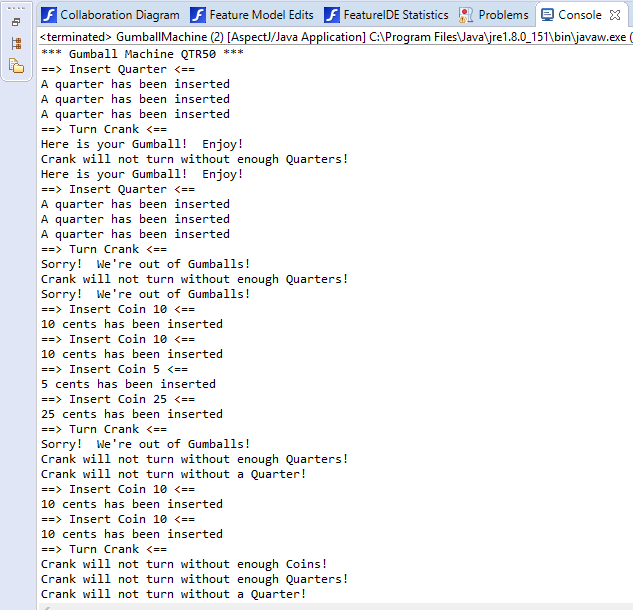 Collaboration Diagram Feature Model Edits FeatureIDE Statistics Problems Console
<terminated> GumballMachine (2) [AspectJ/Java Application] C:\Program Files\Java\jre1.8.0_151\bin\javaw.exe (
*** Gumball Machine QTR50 ***
==> Insert Quarter <==
A quarter has been inserted
A quarter has been inserted
A quarter has been inserted
==> Turn Crank <==
Here is your Gumball!  Enjoy!
Crank will not turn without enough Quarters!
Here is your Gumball!  Enjoy!
==> Insert Quarter <==
A quarter has been inserted
A quarter has been inserted
A quarter has been inserted
==> Turn Crank <==
Sorry!  We're out of Gumballs!
Crank will not turn without enough Quarters!
Sorry!  We're out of Gumballs!
==> Insert Coin 10 <==
10 cents has been inserted
==> Insert Coin 10 <==
10 cents has been inserted
==> Insert Coin 5 <==
5 cents has been inserted
==> Insert Coin 25 <==
25 cents has been inserted
==> Turn Crank <==
Sorry!  We're out of Gumballs!
Crank will not turn without enough Quarters!
Crank will not turn without a Quarter!
==> Insert Coin 10 <==
10 cents has been inserted
==> Insert Coin 10 <==
10 cents has been inserted
==> Turn Crank <==
Crank will not turn without enough Coins!
Crank will not turn without enough Quarters!
Crank will not turn without a Quarter!